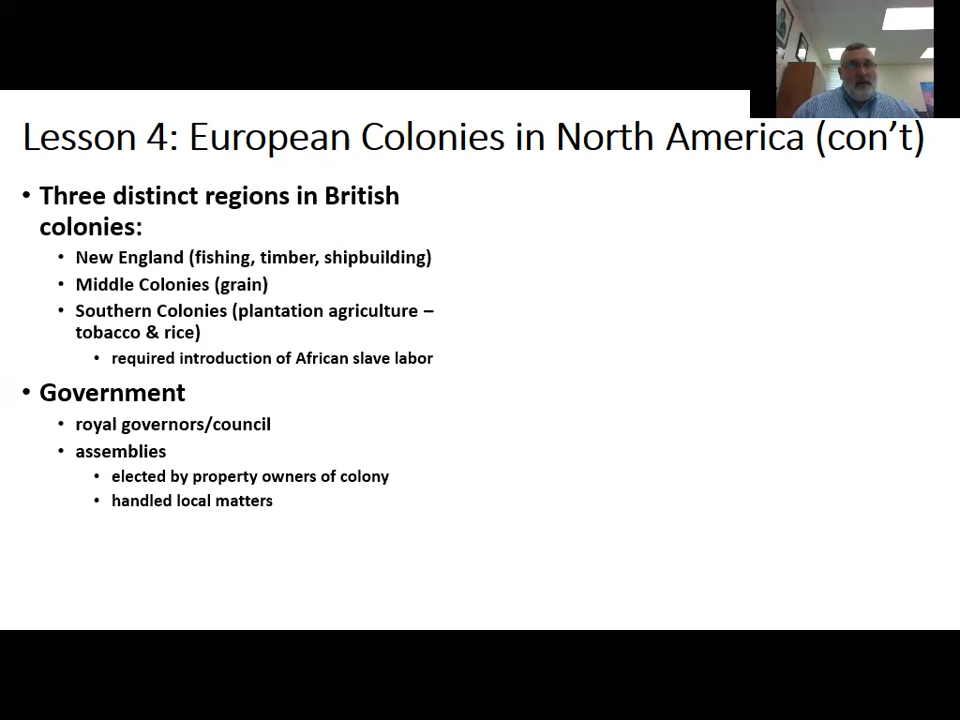 Lesson 4: European Colonies in North America (con’t)
• Three distinct regions in British
colonies:
• New England (fishing, timber, shipbuilding)
• Middle Colonies (grain)
• Southern Colonies (plantation agriculture –
tobacco & rice)
• required introduction of African slave labor
• Government
• royal governors/council
• assemblies
• elected by property owners of colony
• handled local matters